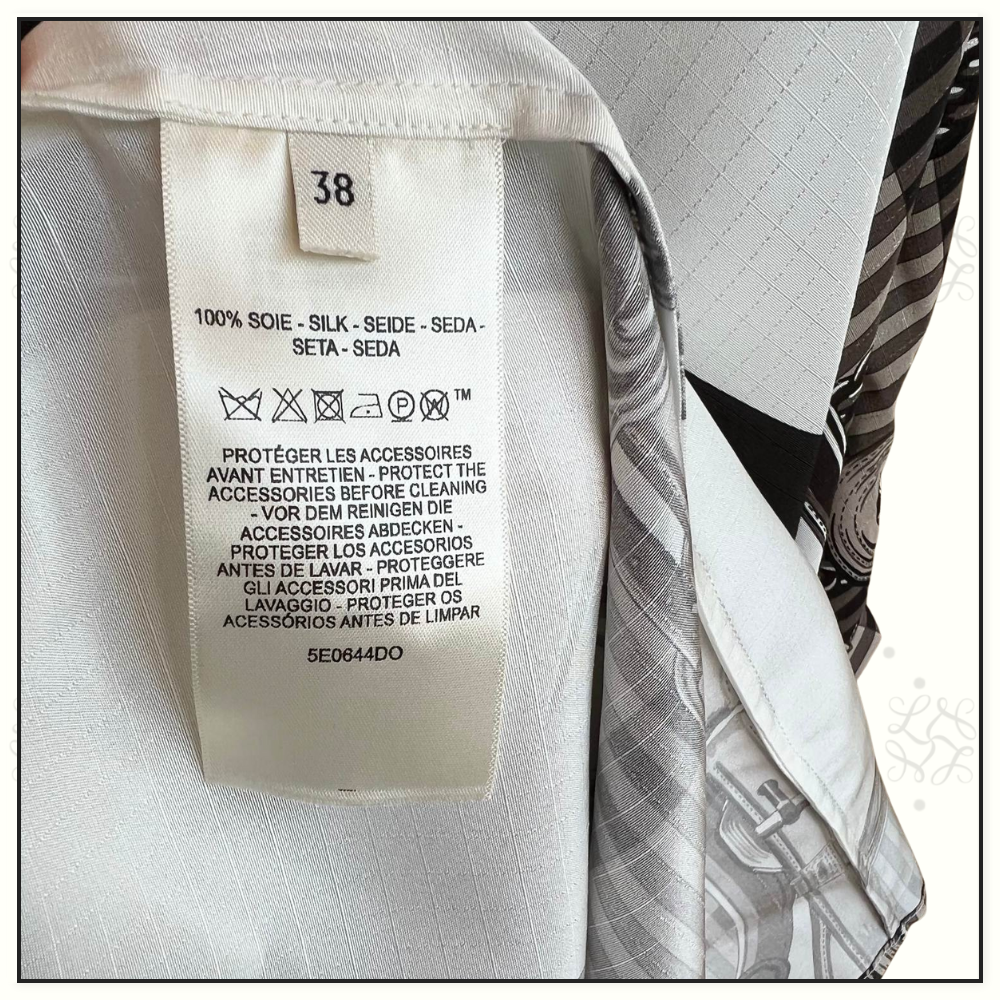 38
100% SOIE - SILK - SEIDE - SEDA -
SETA - SEDA
P W TM
PROTÉGER LES ACCESSOIRES
AVANT ENTRETIEN - PROTECT THE
ACCESSORIES BEFORE CLEANING
- VOR DEM REINIGEN DIE
ACCESSOIRES ABDECKEN -
PROTEGER LOS ACCESORIOS
ANTES DE LAVAR - PROTEGGERE
GLI ACCESSORI PRIMA DEL
LAVAGGIO - PROTEGER OS
ACESSÓRIOS ANTES DE LIMPAR
5E0644DO